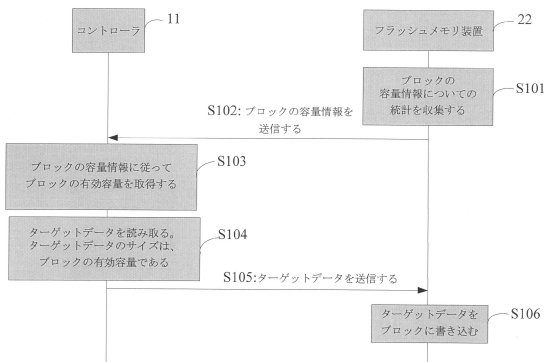 コントローラ
11
フラッシュメモリ装置
22
ブロックの
容量情報についての
統計を収集する
S101
S102: ブロックの容量情報を
送信する
ブロックの容量情報に従って
ブロックの有効容量を取得する
S103
ターゲットデータを読み取る。
ターゲットデータのサイズは、
ブロックの有効容量である
S104
S105:ターゲットデータを送信する
ターゲットデータを
ブロックに書き込む
S106